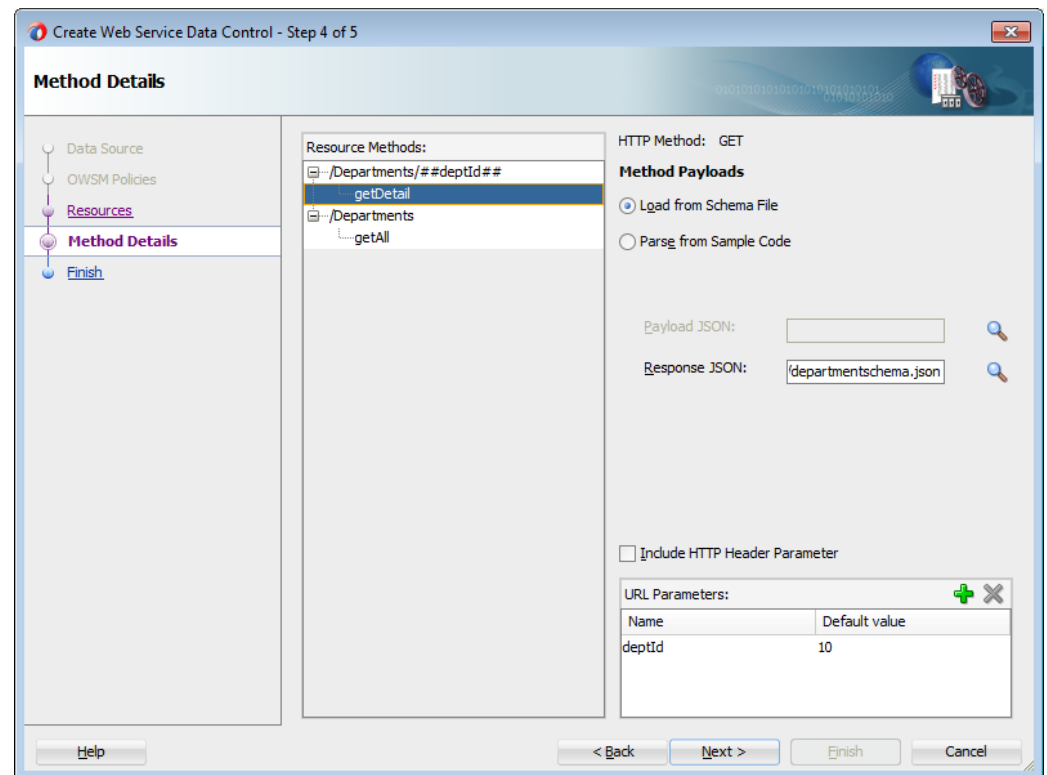 Create Web Service Data Control - Step 4 of 5
Method Details
Data Source
OWSM Policies
Resources
Method Details
Finish
Resource Methods:
/Departments/##deptId##
getDetail
/Departments
getAll
HTTP Method: GET
Method Payloads
Load from Schema File
Parse from Sample Code
Payload JSON:
Response JSON: /departmentschema.json
Include HTTP Header Parameter
URL Parameters:
Name Default value
deptId 10
Help
< Back Next > Finish Cancel